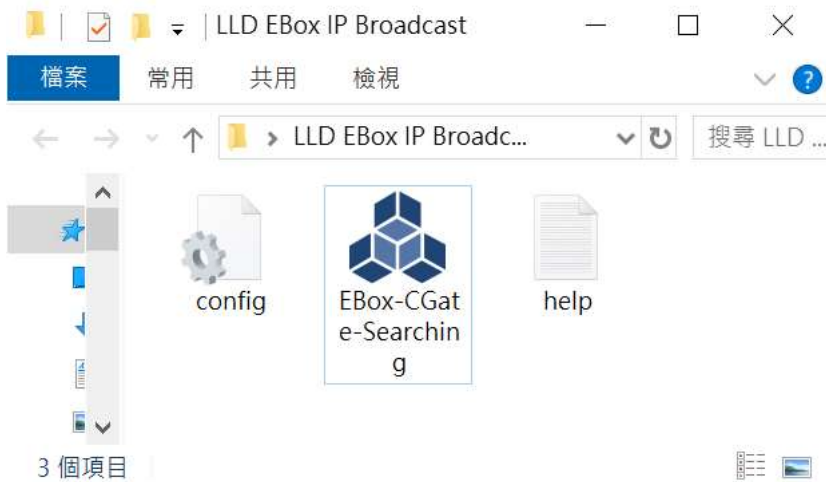 LLD EBox IP Broadcast
檔案 常用 共用 檢視
LLD EBox IP Broadc...
搜尋 LLD ...
config
EBox-CGat
e-Searchin
g
help
3 個項目